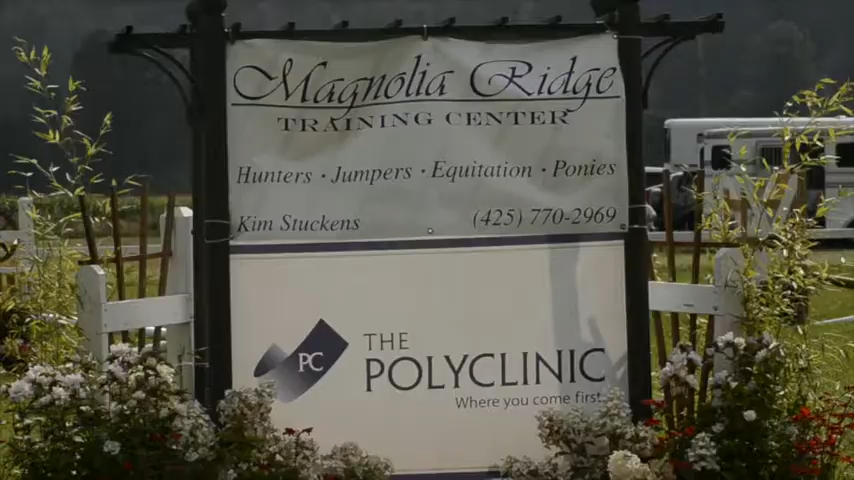 Magnolia Ridge
TRAINING CENTER
Hunters · Jumpers · Equitation · Ponies
Kim Stuckens (425) 770-2969
PC
THE
POLYCLINIC
Where you come first.